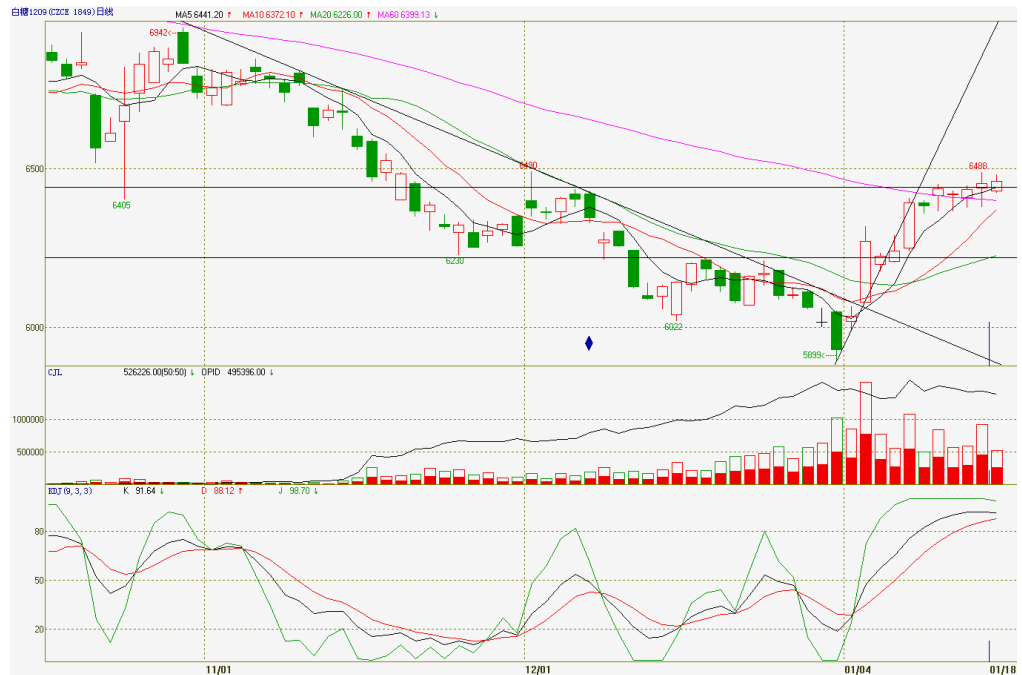 白糖1209(CZCE 1849)日线
MA5 6441.20 ↑ MA10 6372.10 ↑ MA20 6226.00 ↑ MA60 6399.13 ↓
6942<
6500
6490
6488
6405
6230
6000
6022
5899<
CJL 526226.00(50:50) ↓ OPID 495396.00 ↓
1000000
500000
KDJ(9,3,3) K 91.64 ↓ D 88.12 ↑ J 98.70 ↓
80
50
20
11/01 12/01 01/04 01/18